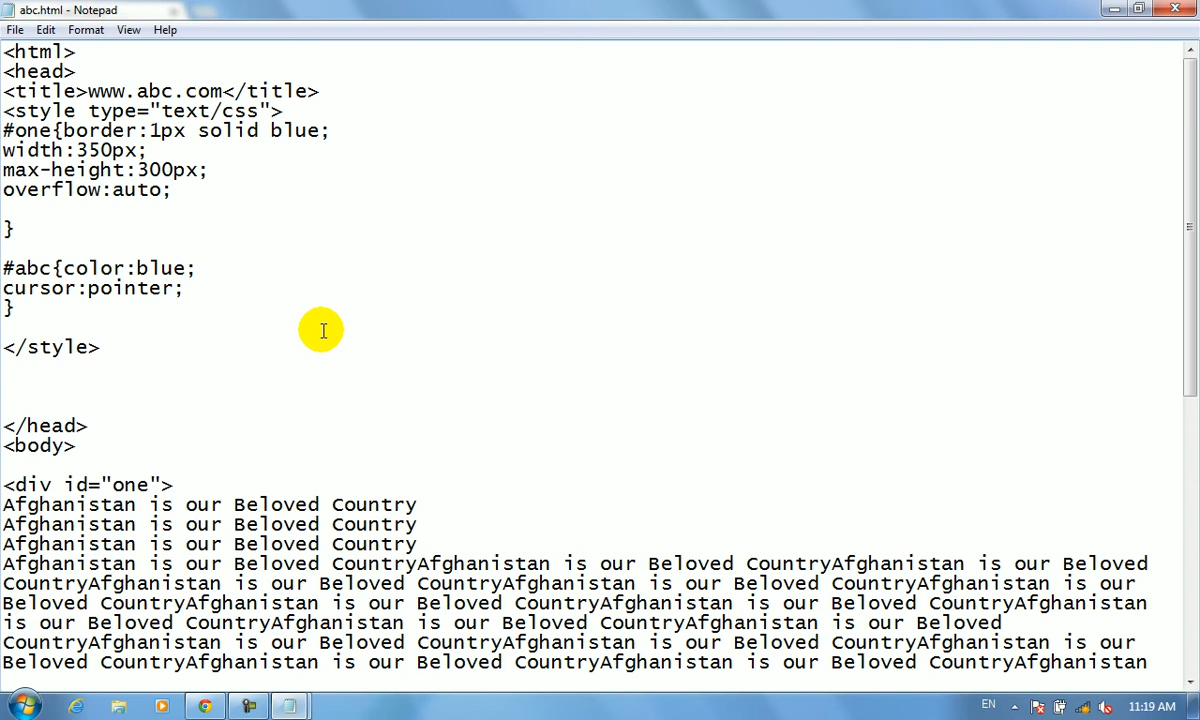 abc.html - Notepad
File Edit Format View Help
<html>
<head>
<title>www.abc.com</title>
<style type="text/css">
#one{border:1px solid blue;
width:350px;
max-height:300px;
overflow:auto;
}
#abc{color:blue;
cursor:pointer;
}
</style>
</head>
<body>
<div id="one">
Afghanistan is our Beloved Country
Afghanistan is our Beloved Country
Afghanistan is our Beloved Country
Afghanistan is our Beloved CountryAfghanistan is our Beloved CountryAfghanistan is our Beloved
CountryAfghanistan is our Beloved CountryAfghanistan is our Beloved CountryAfghanistan is our
Beloved CountryAfghanistan is our Beloved CountryAfghanistan is our Beloved CountryAfghanistan
is our Beloved CountryAfghanistan is our Beloved CountryAfghanistan is our Beloved
CountryAfghanistan is our Beloved CountryAfghanistan is our Beloved CountryAfghanistan is our
Beloved CountryAfghanistan is our Beloved CountryAfghanistan is our Beloved CountryAfghanistan
EN 11:19 AM